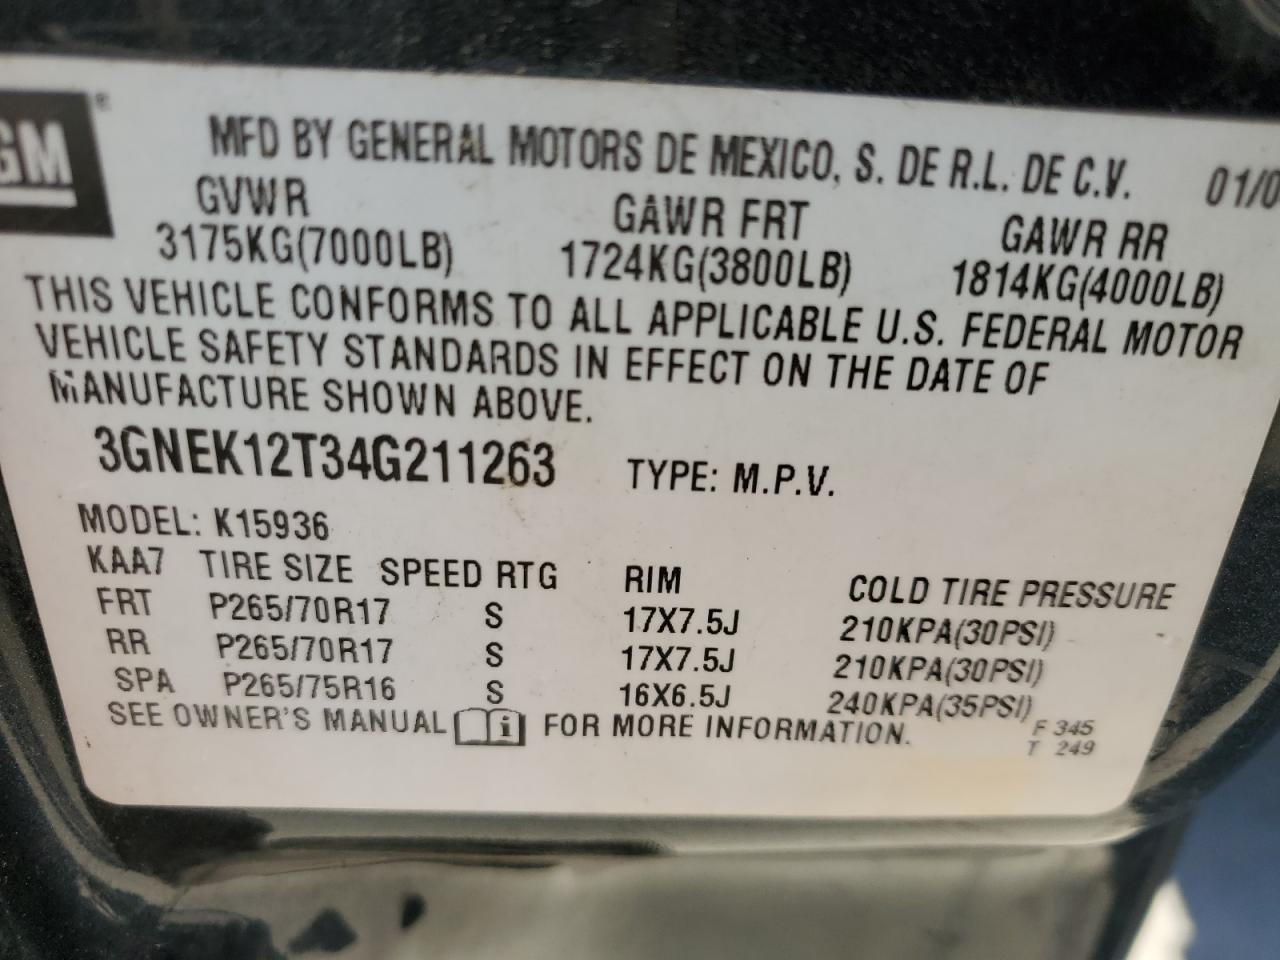 GM ®
MFD BY GENERAL MOTORS DE MEXICO, S. DE R.L. DE C.V. 01/0
GVWR GAWR FRT GAWR RR
3175KG(7000LB) 1724KG(3800LB) 1814KG(4000LB)
THIS VEHICLE CONFORMS TO ALL APPLICABLE U.S. FEDERAL MOTOR
VEHICLE SAFETY STANDARDS IN EFFECT ON THE DATE OF
MANUFACTURE SHOWN ABOVE.
3GNEK12T34G211263 TYPE: M.P.V.
MODEL: K15936
KAA7 TIRE SIZE SPEED RTG RIM COLD TIRE PRESSURE
FRT P265/70R17 S 17X7.5J 210KPA(30PSI)
RR P265/70R17 S 17X7.5J 210KPA(30PSI)
SPA P265/75R16 S 16X6.5J 240KPA(35PSI)
SEE OWNER'S MANUAL i FOR MORE INFORMATION.
F 345
T 249